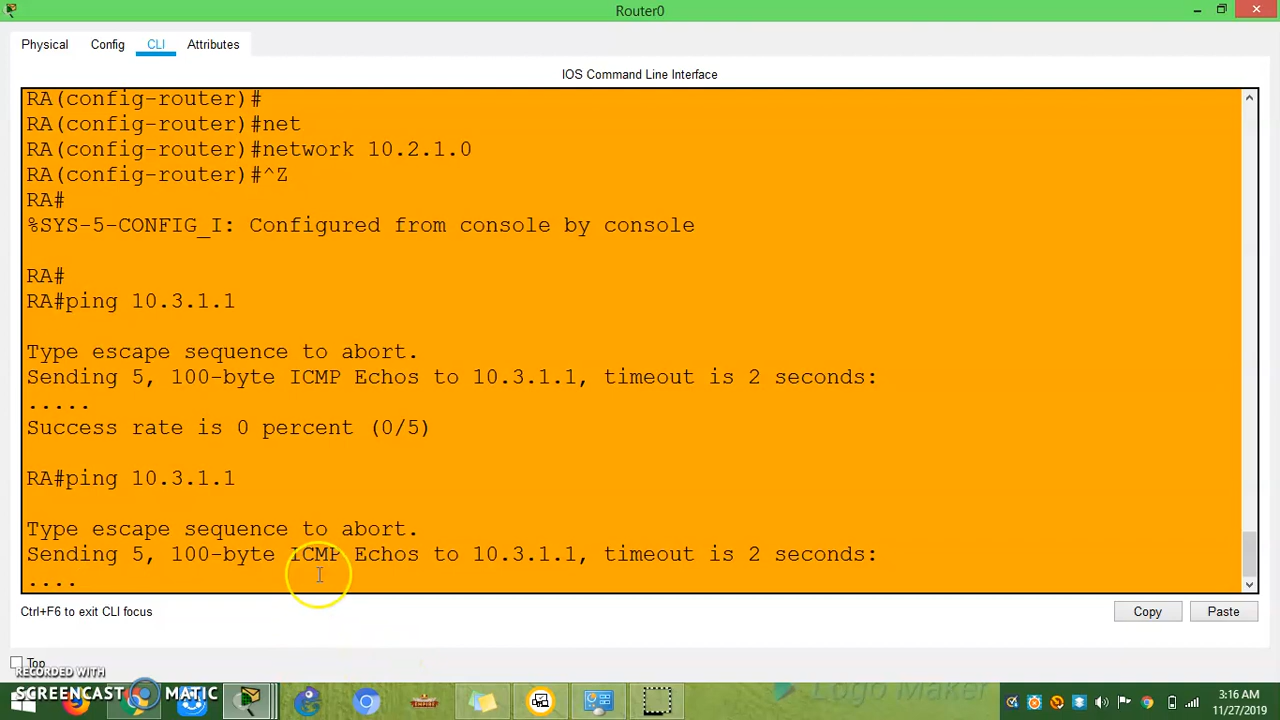 Router0
Physical Config CLI Attributes
IOS Command Line Interface
RA(config-router)#
RA(config-router)#net
RA(config-router)#network 10.2.1.0
RA(config-router)#^Z
RA#
%SYS-5-CONFIG_I: Configured from console by console
RA#
RA#ping 10.3.1.1
Type escape sequence to abort.
Sending 5, 100-byte ICMP Echos to 10.3.1.1, timeout is 2 seconds:
.....
Success rate is 0 percent (0/5)
RA#ping 10.3.1.1
Type escape sequence to abort.
Sending 5, 100-byte ICMP Echos to 10.3.1.1, timeout is 2 seconds:
....
Ctrl+F6 to exit CLI focus
Copy Paste
Top
RECORDED WITH
SCREENCAST MATIC
Logo Maker
EMPIRE
3:16 AM
11/27/2019